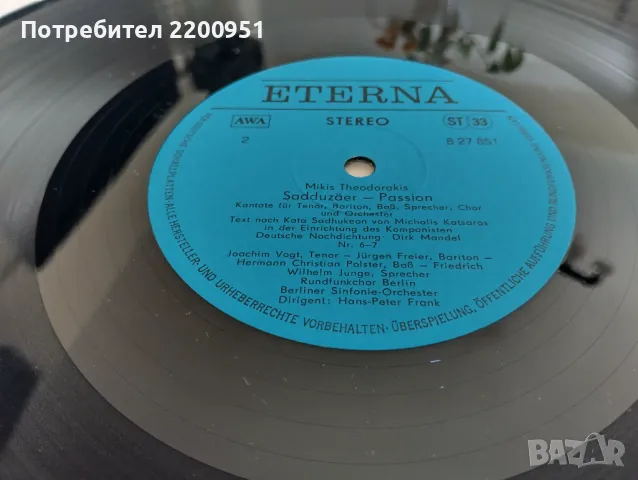 Потребител 2200951
ETERNA
AWA STEREO ST 33
2 8 27 851
Mikis Theodorakis
Sadduzäer – Passion
Kantate für Tenor, Bariton, Baß, Sprecher, Chor
und Orchester
Text nach Kata Sadhukeon von Michalis Katsaros
in der Einrichtung des Komponisten
Deutsche Nachdichtung: Dirk Mandel
Nr. 6–7
Joachim Vogt, Tenor – Jürgen Freier, Bariton –
Hermann Christian Polster, Baß – Friedrich
Wilhelm Junge, Sprecher
Rundfunkchor Berlin
Berliner Sinfonie-Orchester
Dirigent: Hans-Peter Frank
SCHALLPLATTEN · ALLE HERSTELLER- UND URHEBERRECHTE VORBEHALTEN · ÜBERSPIELUNG, ÖFFENTLICHE AUFFÜHRUNG UND
BAZAR